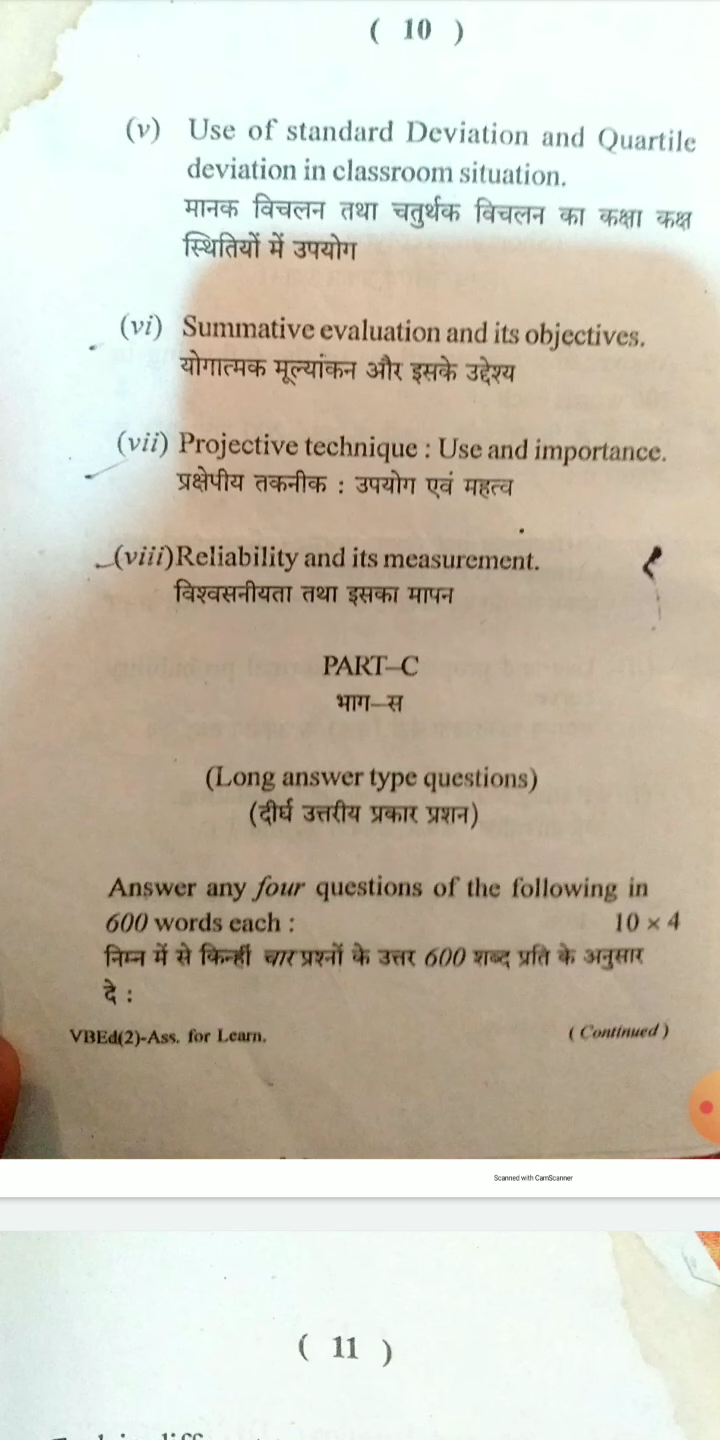 ( 10 )
(v) Use of standard Deviation and Quartile
deviation in classroom situation.
मानक विचलन तथा चतुर्थक विचलन का कक्षा कक्ष
स्थितियों में उपयोग
(vi) Summative evaluation and its objectives.
योगात्मक मूल्यांकन और इसके उद्देश्य
(vii) Projective technique : Use and importance.
प्रक्षेपीय तकनीक : उपयोग एवं महत्व
(viii) Reliability and its measurement.
विश्वसनीयता तथा इसका मापन
PART–C
भाग–स
(Long answer type questions)
(दीर्घ उत्तरीय प्रकार प्रशन)
Answer any four questions of the following in
600 words each : 10 × 4
निम्न में से किन्हीं चार प्रश्नों के उत्तर 600 शब्द प्रति के अनुसार
दे :
VBEd(2)-Ass. for Learn. ( Continued )
Scanned with CamScanner
( 11 )